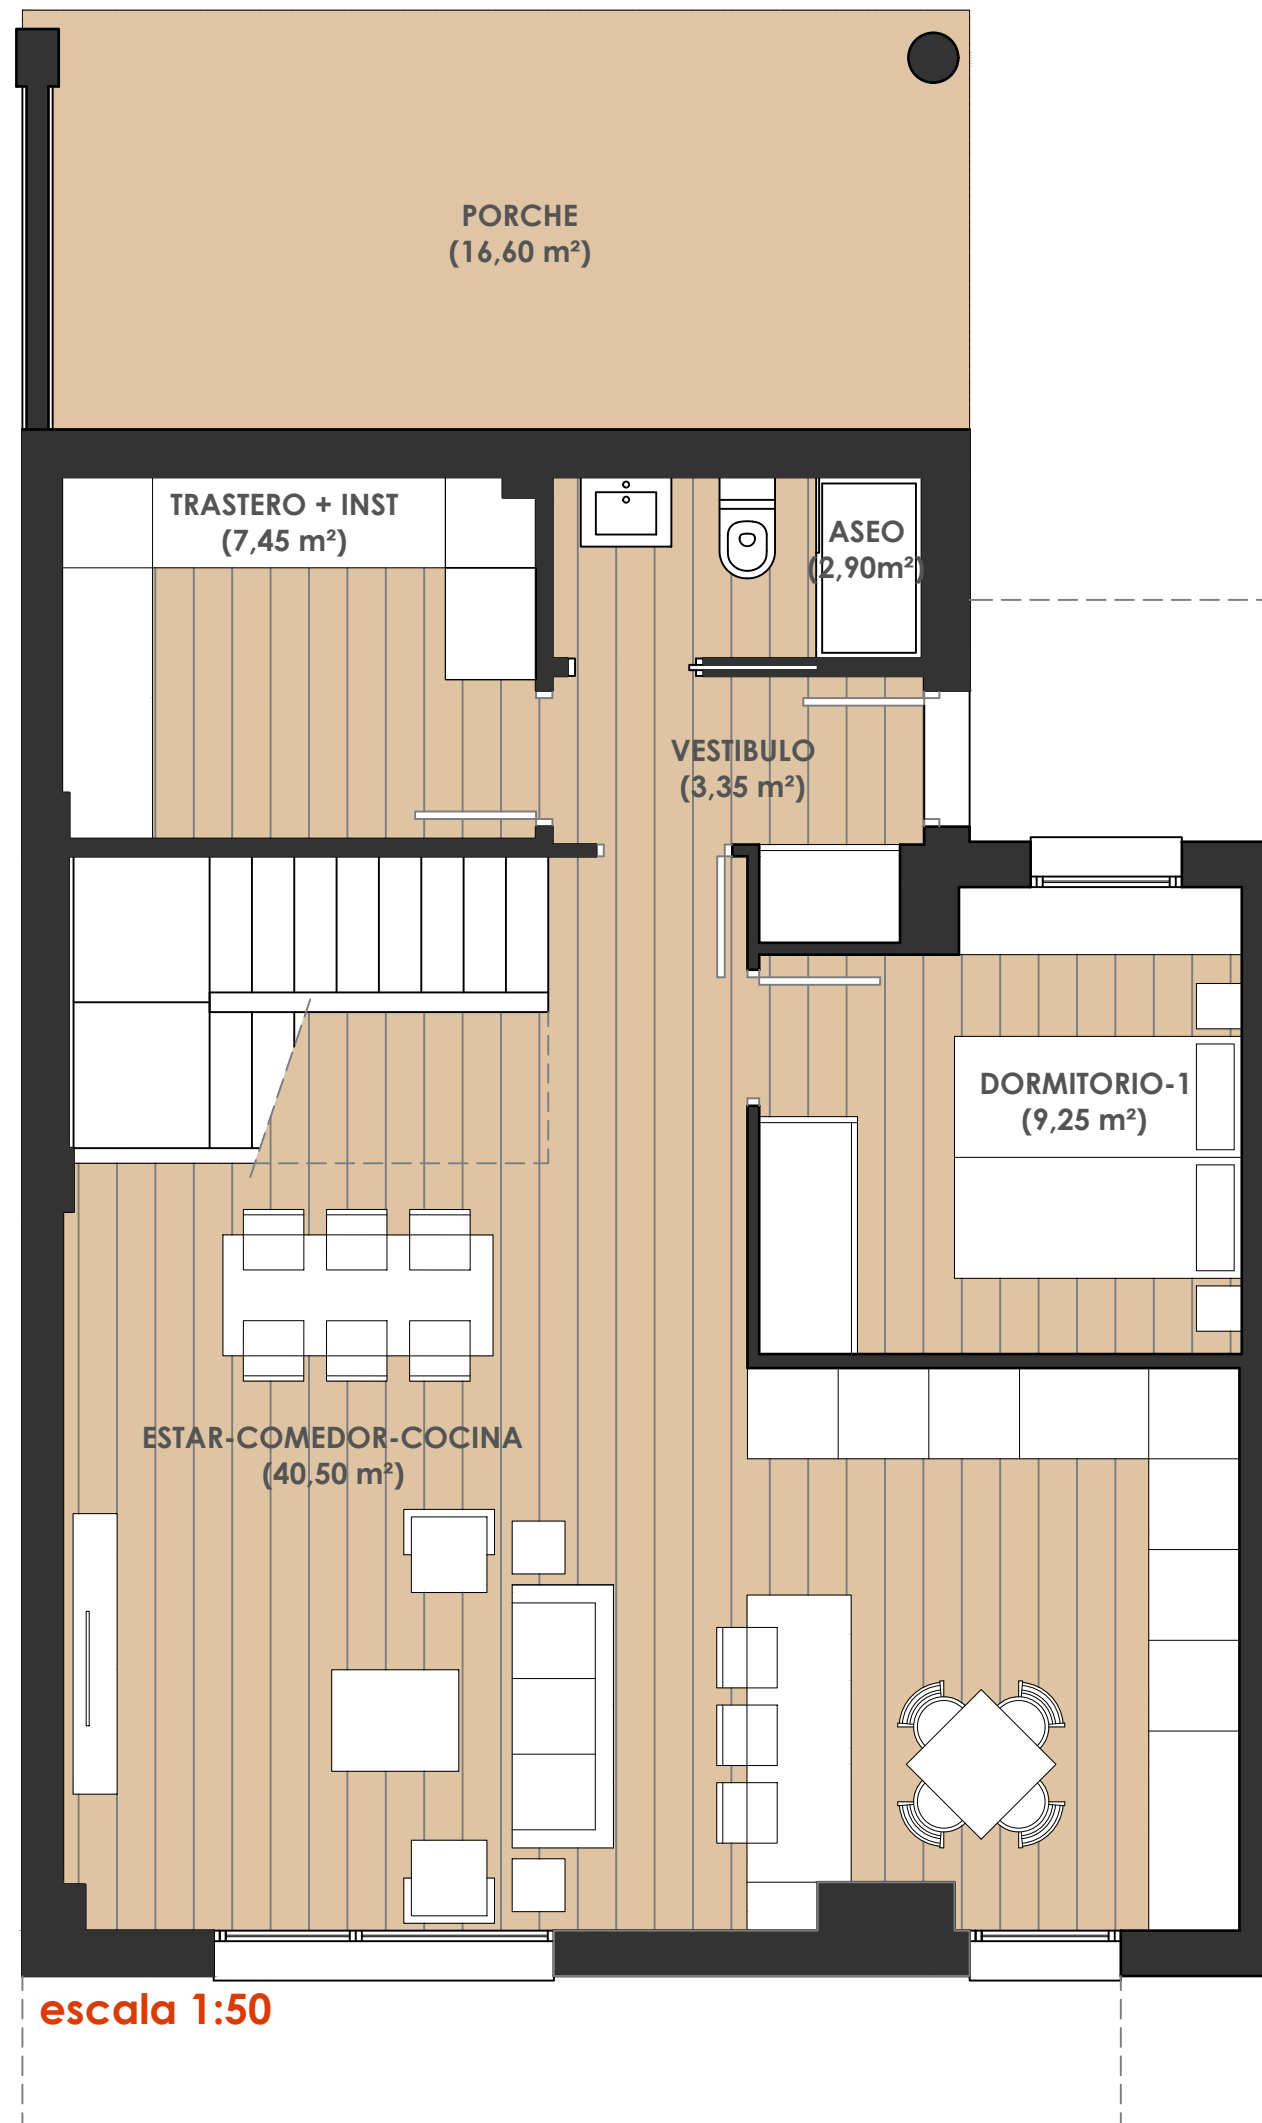 PORCHE
(16,60 m²)
TRASTERO + INST
(7,45 m²)
ASEO
(2,90m²)
VESTIBULO
(3,35 m²)
DORMITORIO-1
(9,25 m²)
ESTAR-COMEDOR-COCINA
(40,50 m²)
escala 1:50